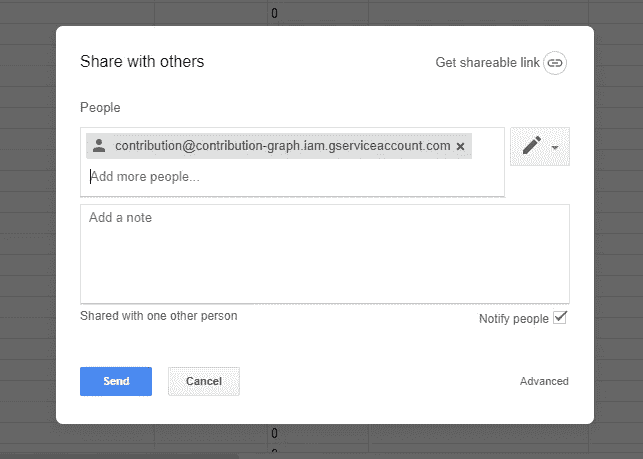 0
Share with others
Get shareable link
People
contribution@contribution-graph.iam.gserviceaccount.com ×
Add more people...
Add a note
Shared with one other person
Notify people
Send
Cancel
Advanced
0